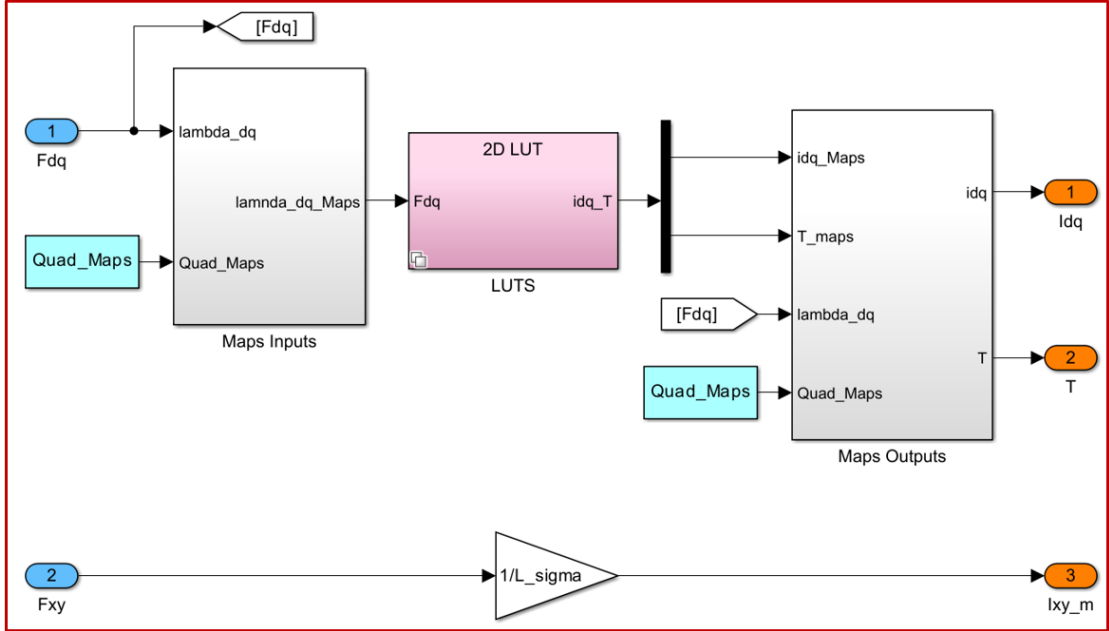 [Fdq]
1
Fdq
lambda_dq
lamnda_dq_Maps
Quad_Maps
Quad_Maps
Maps Inputs
2D LUT
Fdq
idq_T
LUTS
idq_Maps
T_maps
[Fdq]
lambda_dq
Quad_Maps
Quad_Maps
idq
T
Maps Outputs
1
Idq
2
T
2
Fxy
1/L_sigma
3
Ixy_m